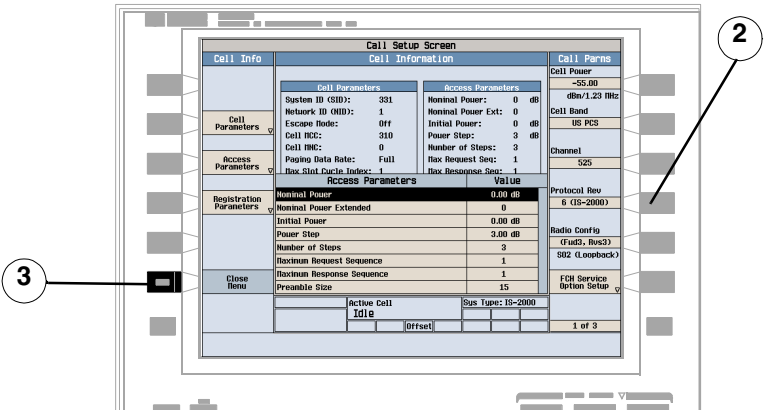 Call Setup Screen
Cell Info
Cell Information
Call Parms
Cell Parameters
System ID (SID): 331
Network ID (NID): 1
Escape Mode: Off
Cell MCC: 310
Cell MNC: 0
Paging Data Rate: Full
Max Slot Cycle Index: 1
Access Parameters
Nominal Power: 0 dB
Nominal Power Ext: 0
Initial Power: 0 dB
Power Step: 3 dB
Number of Steps: 3
Max Request Seq: 1
Max Response Seq: 1
Cell
Parameters
Access
Parameters
Registration
Parameters
Close
Menu
Access Parameters Value
Nominal Power 0.00 dB
Nominal Power Extended 0
Initial Power 0.00 dB
Power Step 3.00 dB
Number of Steps 3
Maximum Request Sequence 1
Maximum Response Sequence 1
Preamble Size 15
Active Cell
Idle
Sys Type: IS-2000
Offset
Cell Power
-55.00
dBm/1.23 MHz
Cell Band
US PCS
Channel
525
Protocol Rev
6 (IS-2000)
Radio Config
(Fwd3, Rvs3)
SO2 (Loopback)
FCH Service
Option Setup
1 of 3
2
3